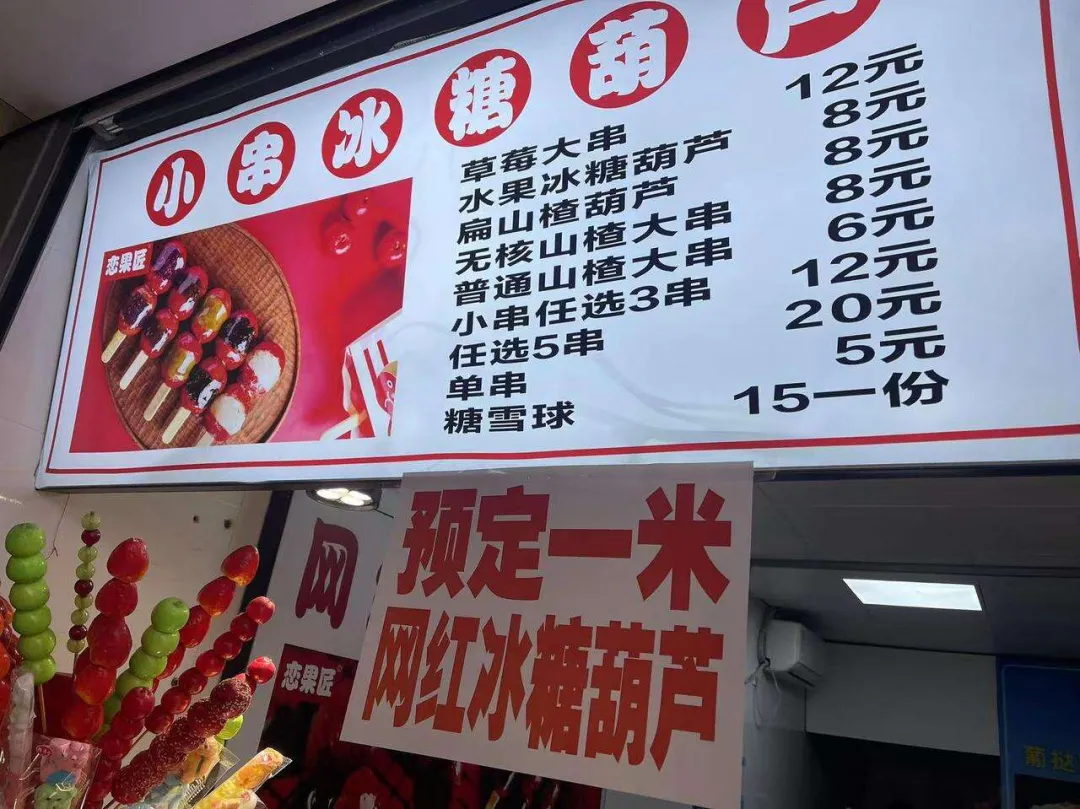 小串冰糖葫芦
草莓大串 12元
水果冰糖葫芦 8元
扁山楂葫芦 8元
无核山楂大串 8元
普通山楂大串 6元
小串任选3串 12元
任选5串 20元
单串 5元
糖雪球 15一份
恋果匠
预定一米
网红冰糖葫芦
网
恋果匠
葡挞